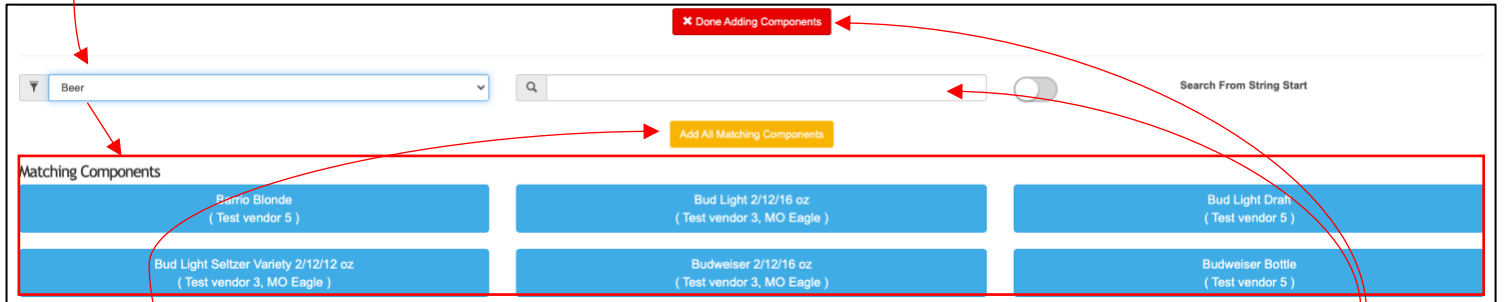 ✖ Done Adding Components
Beer
Search From String Start
Add All Matching Components
Matching Components
Barrio Blonde
( Test vendor 5 )
Bud Light 2/12/16 oz
( Test vendor 3, MO Eagle )
Bud Light Draft
( Test vendor 5 )
Bud Light Seltzer Variety 2/12/12 oz
( Test vendor 3, MO Eagle )
Budweiser 2/12/16 oz
( Test vendor 3, MO Eagle )
Budweiser Bottle
( Test vendor 5 )